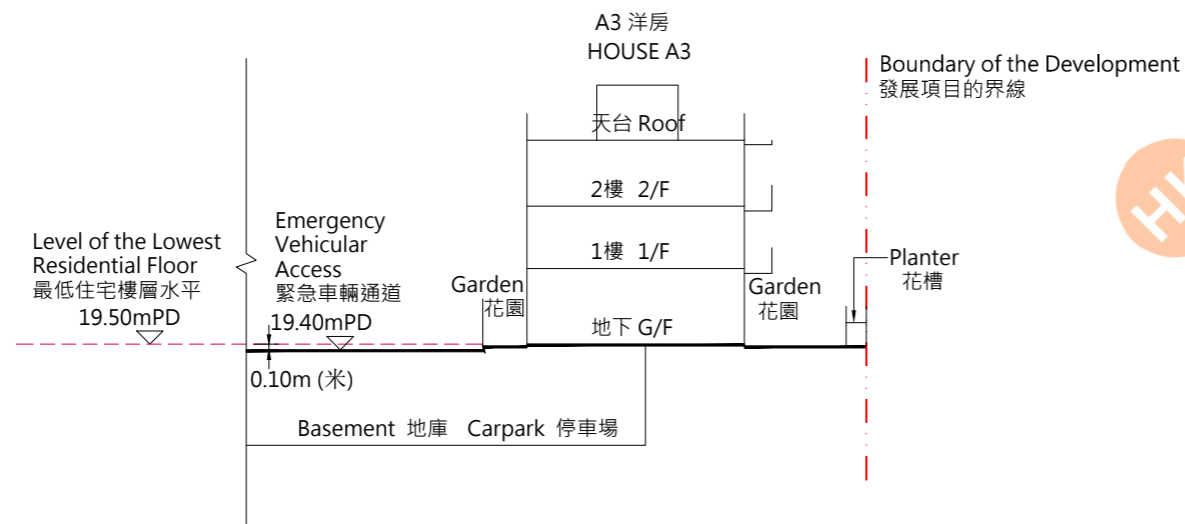 A3 洋房
HOUSE A3
Boundary of the Development
發展項目的界線
天台 Roof
2樓 2/F
1樓 1/F
地下 G/F
Level of the Lowest
Residential Floor
最低住宅樓層水平
19.50mPD
Emergency
Vehicular
Access
緊急車輛通道
19.40mPD
Garden
花園
Garden
花園
Planter
花槽
0.10m (米)
Basement 地庫 Carpark 停車場